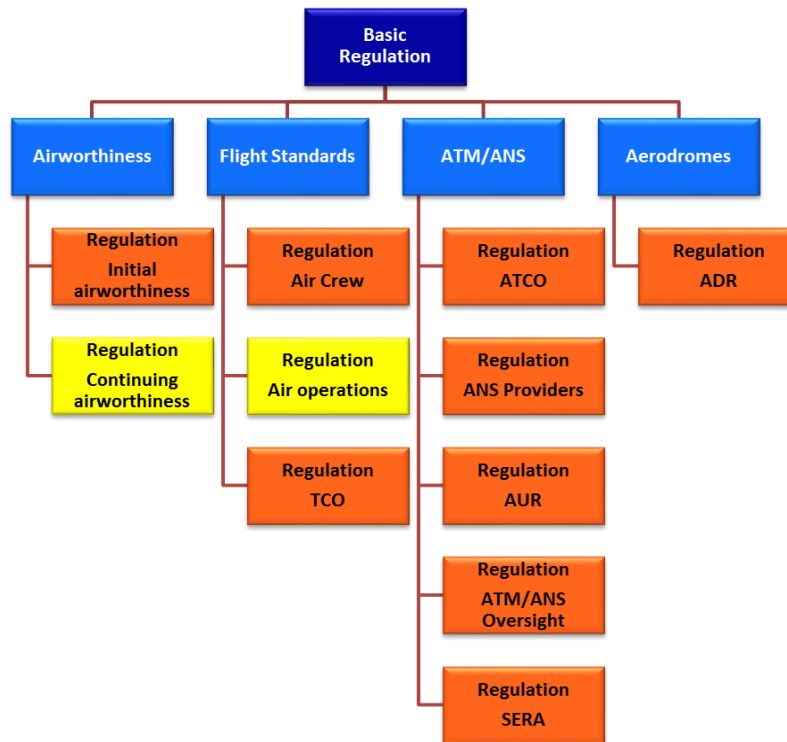 Basic
Regulation
Airworthiness
Flight Standards
ATM/ANS
Aerodromes
Regulation
Initial
airworthiness
Regulation
Air Crew
Regulation
ATCO
Regulation
ADR
Regulation
Continuing
airworthiness
Regulation
Air operations
Regulation
ANS Providers
Regulation
TCO
Regulation
AUR
Regulation
ATM/ANS
Oversight
Regulation
SERA